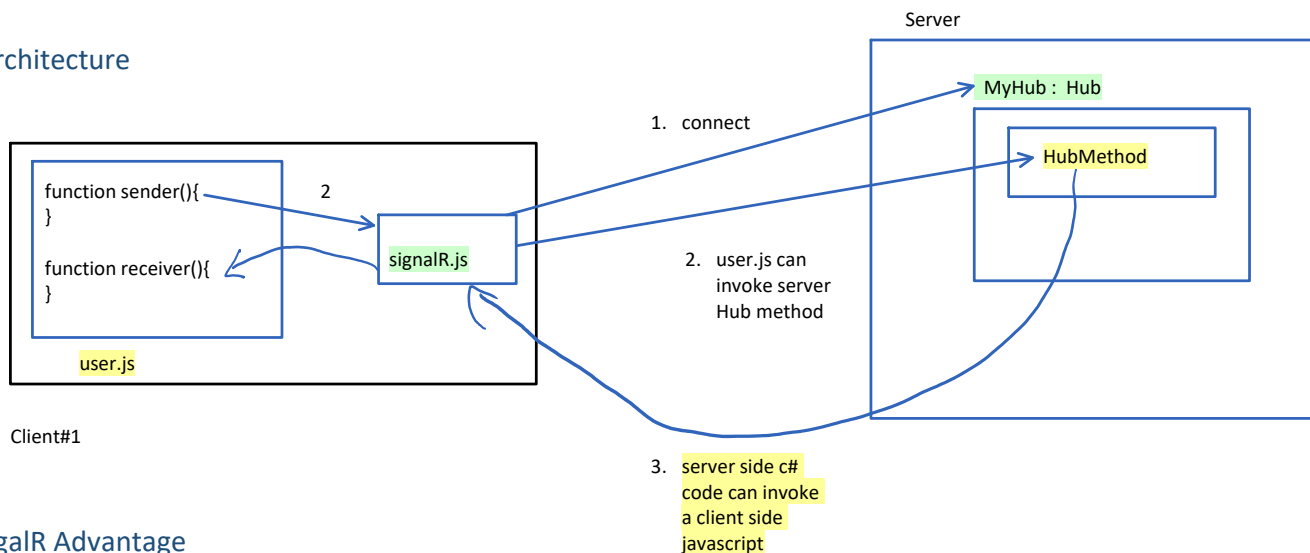 Server
rchitecture
MyHub : Hub
1. connect
HubMethod
function sender(){
2
}
signalR.js
function receiver(){
}
2. user.js can
invoke server
Hub method
user.js
Client#1
3. server side c#
code can invoke
a client side
javascript
galR Advantage